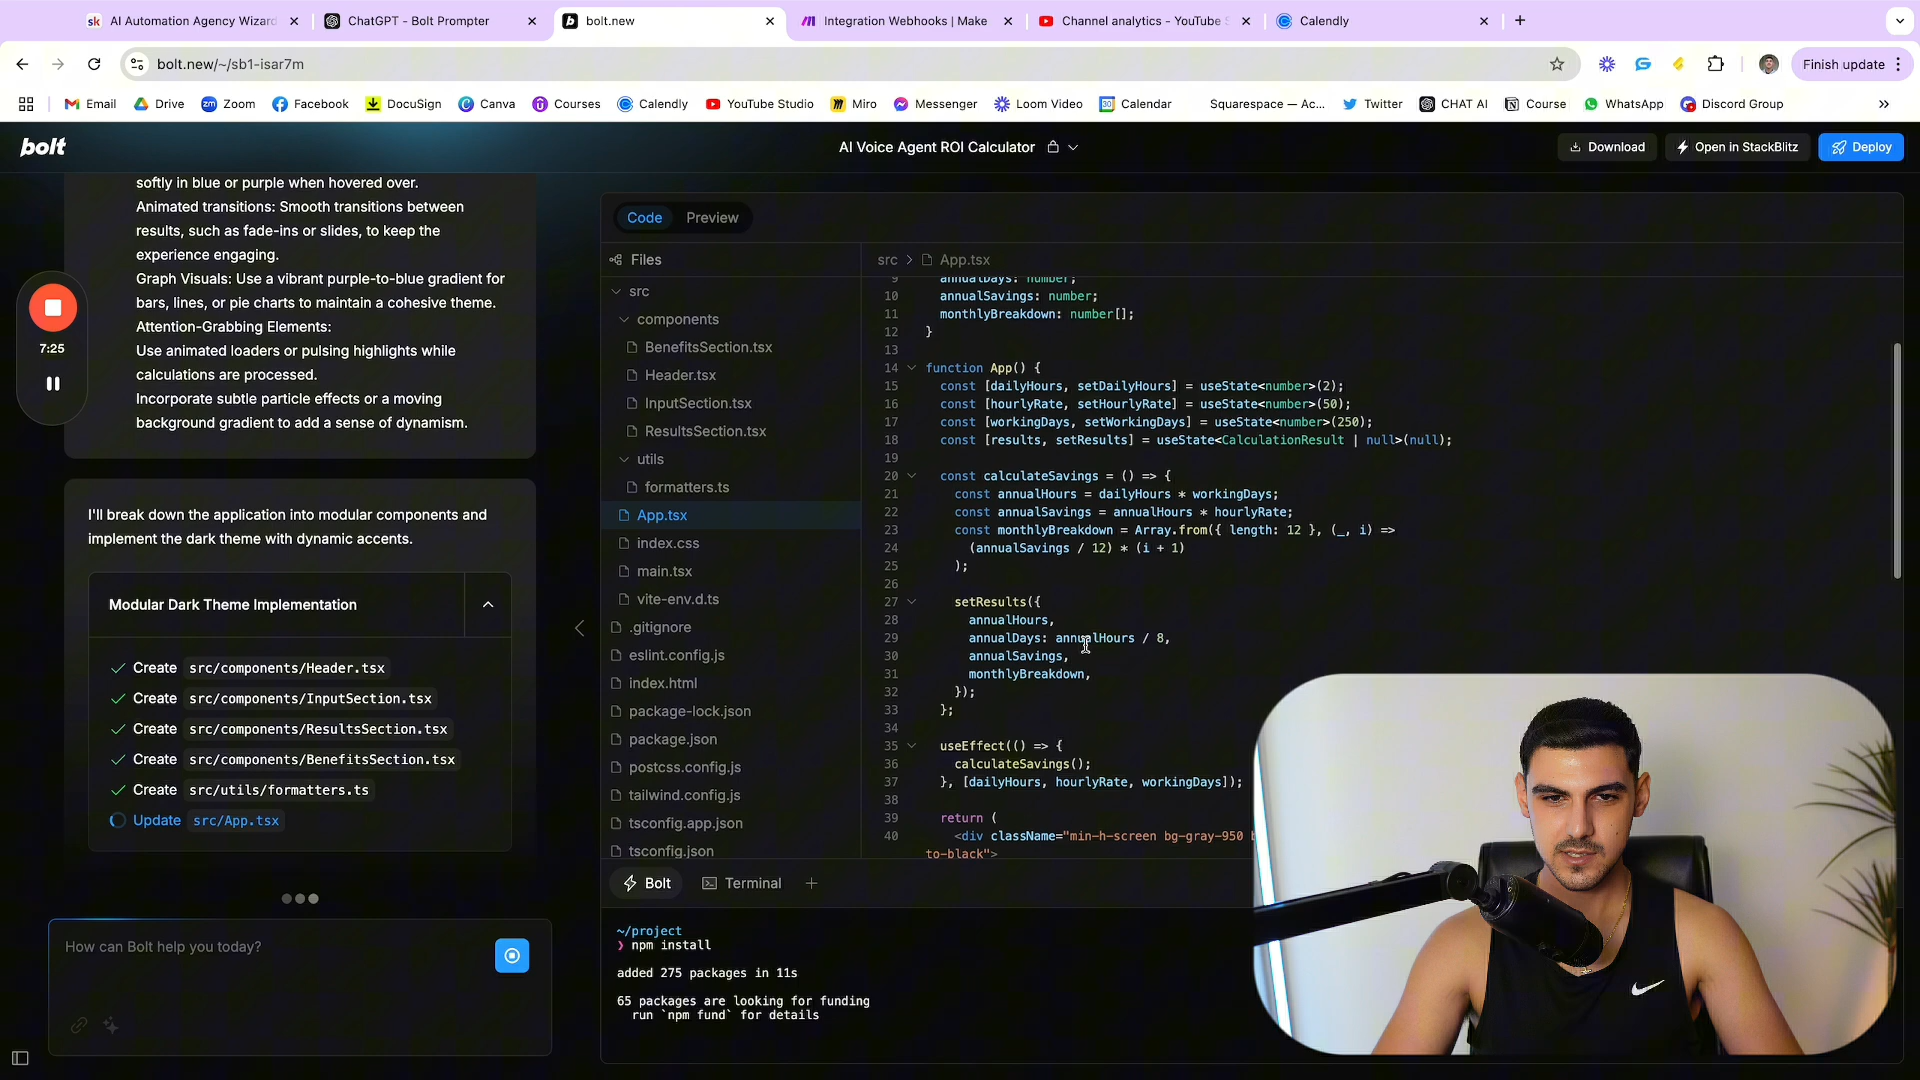 AI Automation Agency Wizard
ChatGPT - Bolt Prompter
bolt.new
Integration Webhooks | Make
Channel analytics - YouTube S
Calendly
bolt.new/~/sb1-isar7m
Finish update
Email
Drive
Zoom
Facebook
DocuSign
Canva
Courses
Calendly
YouTube Studio
Miro
Messenger
Loom Video
Calendar
Squarespace — Ac...
Twitter
CHAT AI
Course
WhatsApp
Discord Group
bolt
AI Voice Agent ROI Calculator
Download
Open in StackBlitz
Deploy
softly in blue or purple when hovered over.
Animated transitions: Smooth transitions between
results, such as fade-ins or slides, to keep the
experience engaging.
Graph Visuals: Use a vibrant purple-to-blue gradient for
bars, lines, or pie charts to maintain a cohesive theme.
Attention-Grabbing Elements:
Use animated loaders or pulsing highlights while
calculations are processed.
Incorporate subtle particle effects or a moving
background gradient to add a sense of dynamism.
7:25
I'll break down the application into modular components and
implement the dark theme with dynamic accents.
Modular Dark Theme Implementation
Create src/components/Header.tsx
Create src/components/InputSection.tsx
Create src/components/ResultsSection.tsx
Create src/components/BenefitsSection.tsx
Create src/utils/formatters.ts
Update src/App.tsx
How can Bolt help you today?
Code
Preview
Files
src
components
BenefitsSection.tsx
Header.tsx
InputSection.tsx
ResultsSection.tsx
utils
formatters.ts
App.tsx
index.css
main.tsx
vite-env.d.ts
.gitignore
eslint.config.js
index.html
package-lock.json
package.json
postcss.config.js
tailwind.config.js
tsconfig.app.json
tsconfig.json
src > App.tsx
9 annualDays: number;
10 annualSavings: number;
11 monthlyBreakdown: number[];
12 }
13
14 function App() {
15 const [dailyHours, setDailyHours] = useState<number>(2);
16 const [hourlyRate, setHourlyRate] = useState<number>(50);
17 const [workingDays, setWorkingDays] = useState<number>(250);
18 const [results, setResults] = useState<CalculationResult | null>(null);
19
20 const calculateSavings = () => {
21 const annualHours = dailyHours * workingDays;
22 const annualSavings = annualHours * hourlyRate;
23 const monthlyBreakdown = Array.from({ length: 12 }, (_, i) =>
24 (annualSavings / 12) * (i + 1)
25 );
26
27 setResults({
28 annualHours,
29 annualDays: annualHours / 8,
30 annualSavings,
31 monthlyBreakdown,
32 });
33 };
34
35 useEffect(() => {
36 calculateSavings();
37 }, [dailyHours, hourlyRate, workingDays]);
38
39 return (
40 <div className="min-h-screen bg-gray-950
to-black">
Bolt
Terminal
~/project
❯ npm install
added 275 packages in 11s
65 packages are looking for funding
run `npm fund` for details